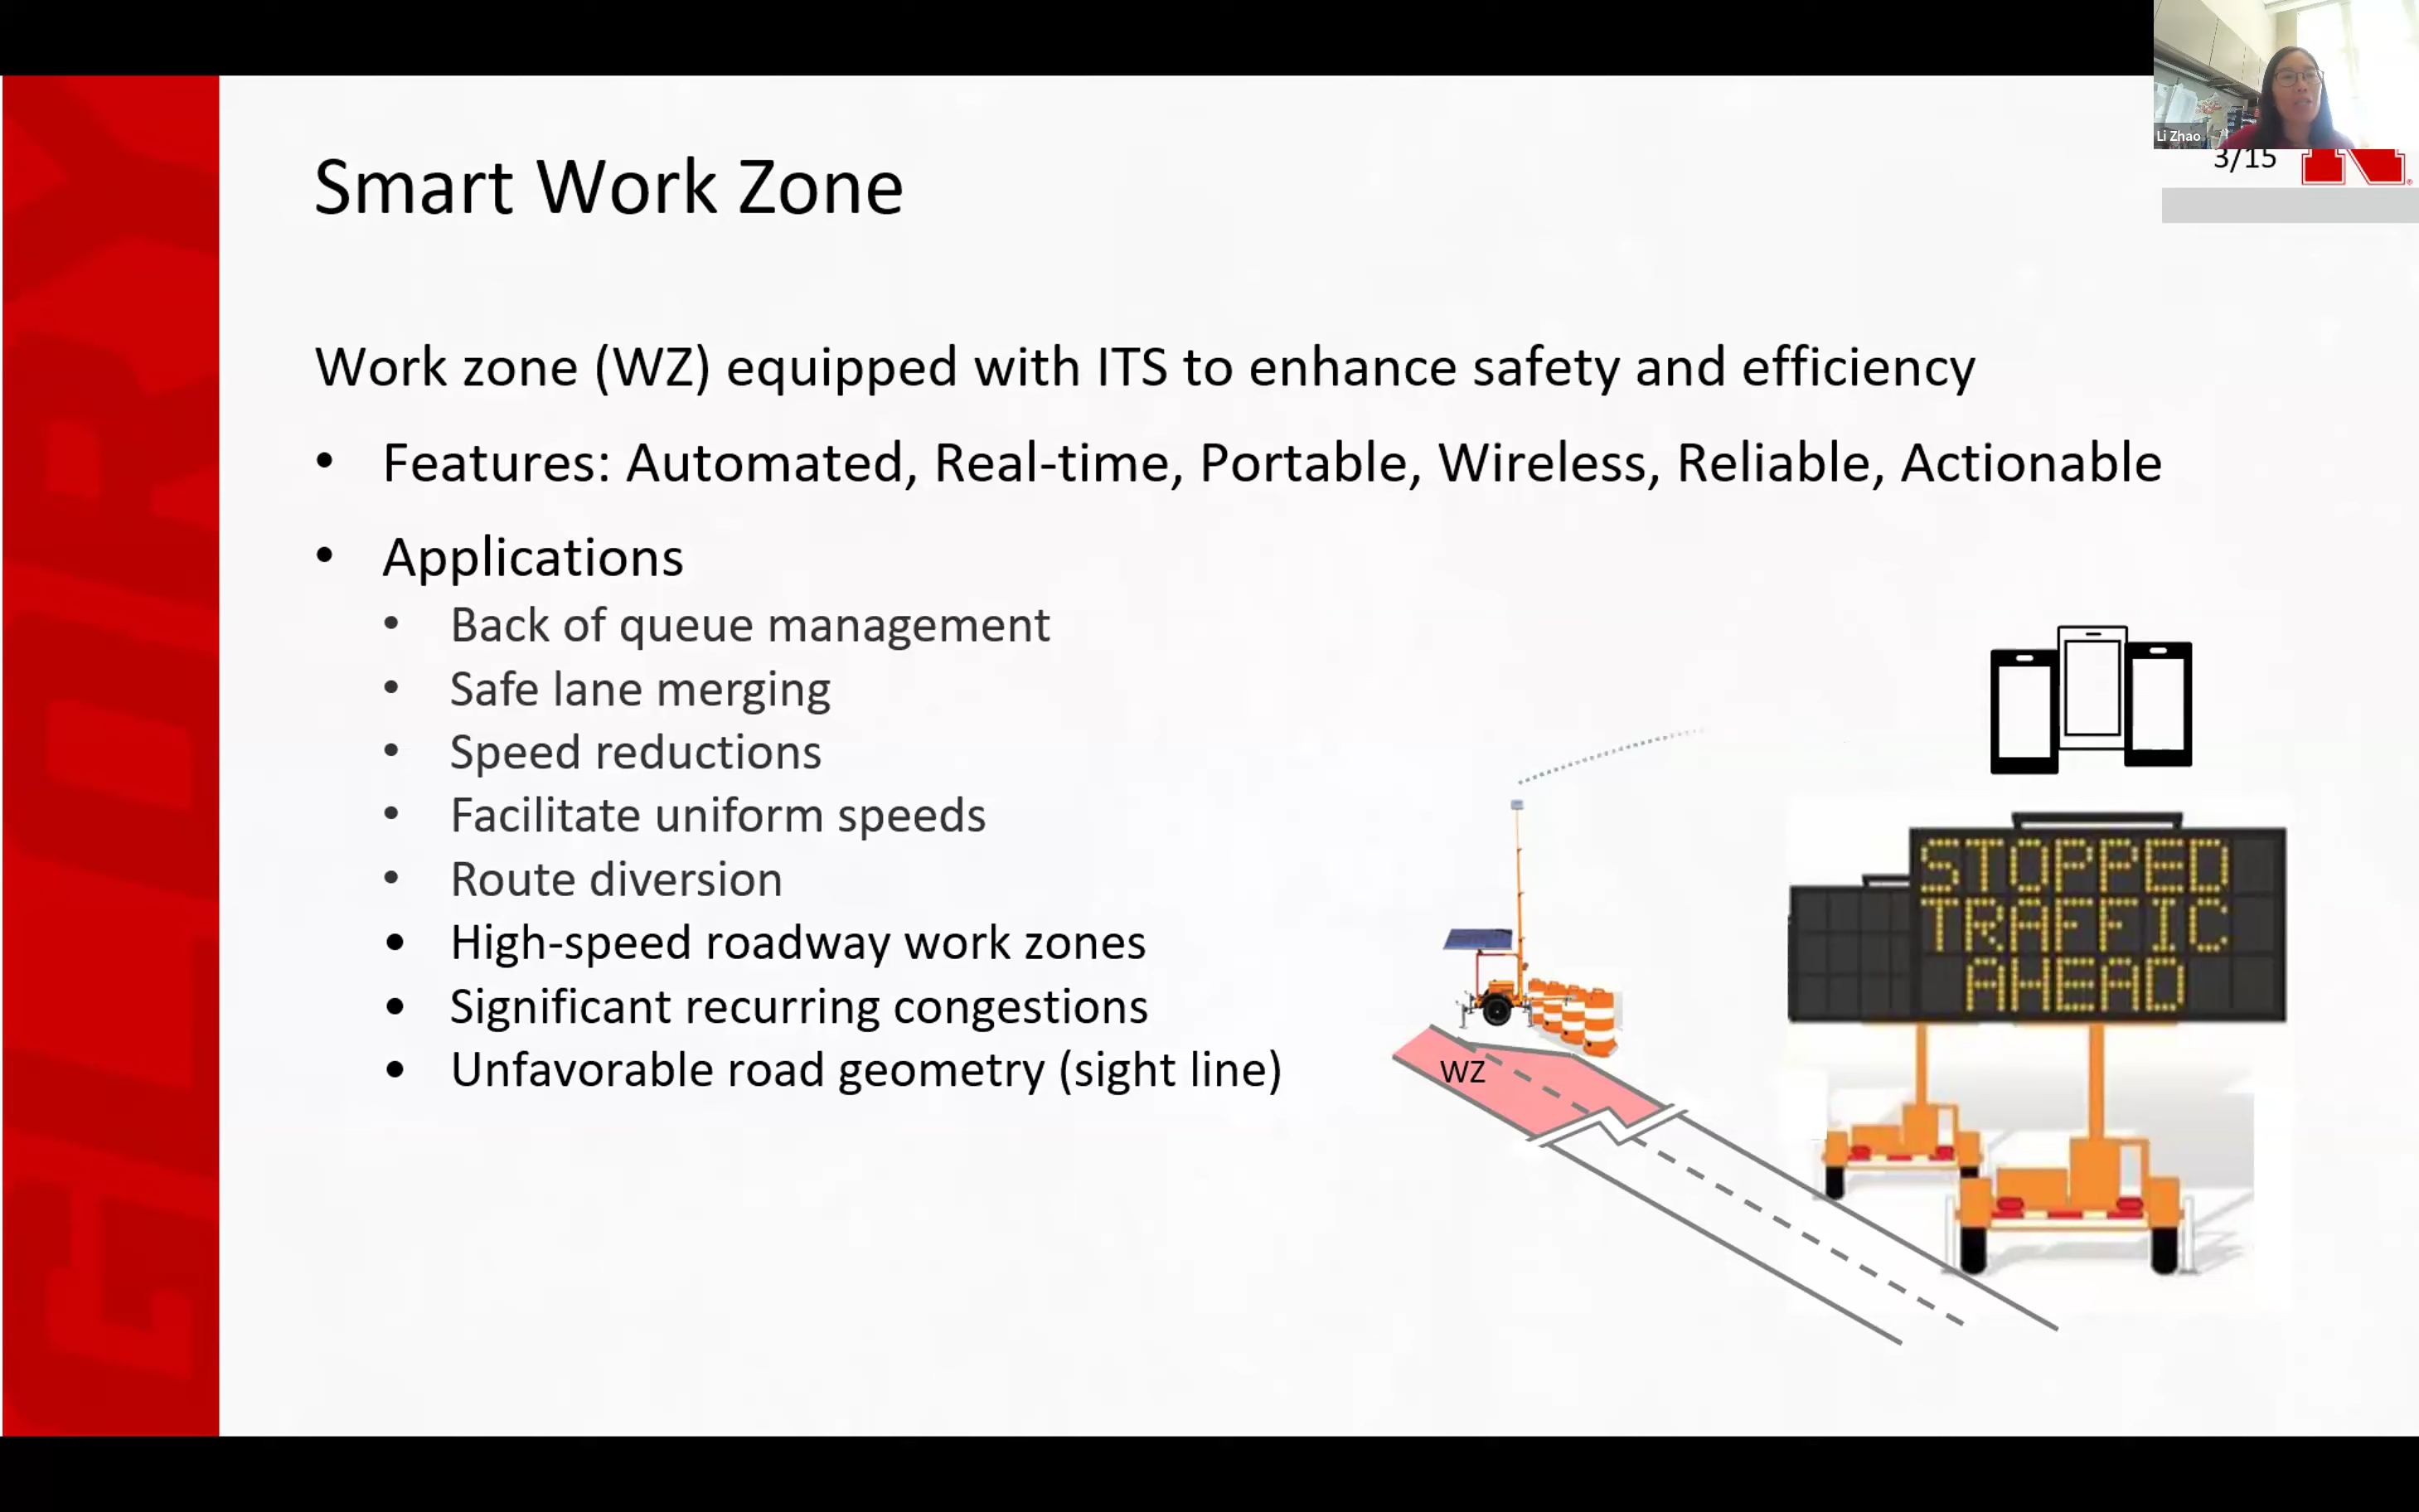 Li Zhao
3/15
Smart Work Zone
Work zone (WZ) equipped with ITS to enhance safety and efficiency
• Features: Automated, Real-time, Portable, Wireless, Reliable, Actionable
• Applications
• Back of queue management
• Safe lane merging
• Speed reductions
• Facilitate uniform speeds
• Route diversion
• High-speed roadway work zones
• Significant recurring congestions
• Unfavorable road geometry (sight line)
STOPPED
TRAFFIC
AHEAD
WZ
GLORY
N